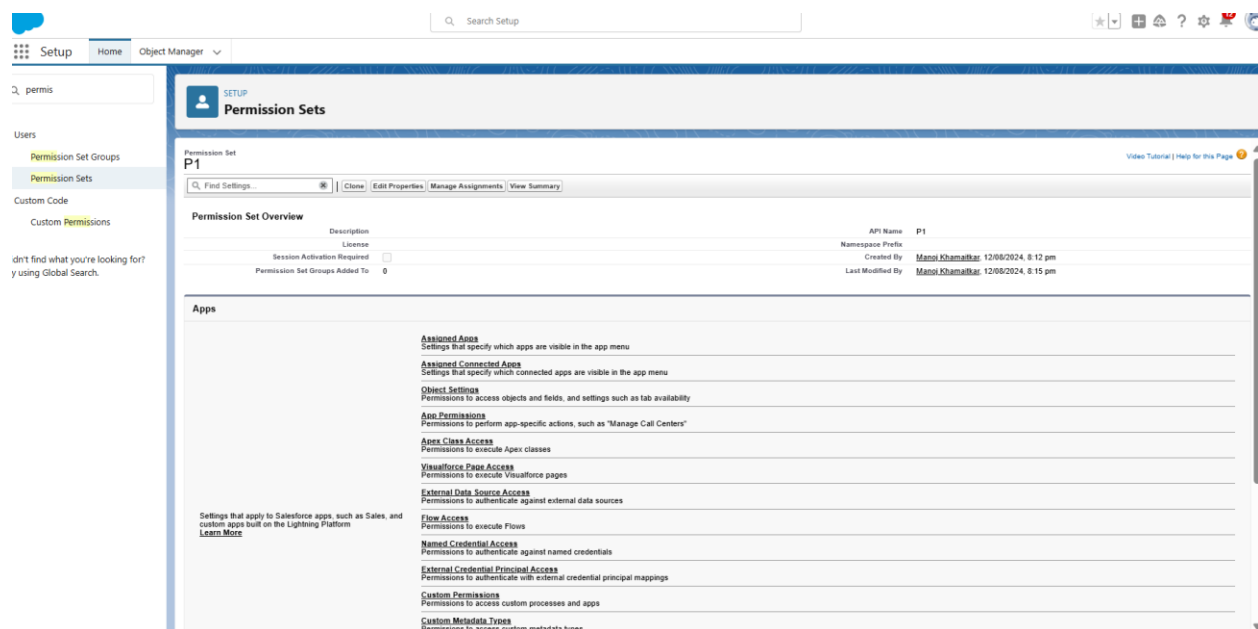 Search Setup
12
Setup
Home
Object Manager
permis
SETUP
Permission Sets
Users
Permission Set Groups
Permission Sets
Custom Code
Custom Permissions
idn't find what you're looking for?
y using Global Search.
Permission Set
P1
Video Tutorial | Help for this Page
Find Settings...
Clone
Edit Properties
Manage Assignments
View Summary
Permission Set Overview
Description
API Name P1
License
Namespace Prefix
Session Activation Required
Created By Manoj Khamaitkar, 12/08/2024, 8:12 pm
Permission Set Groups Added To 0
Last Modified By Manoj Khamaitkar, 12/08/2024, 8:15 pm
Apps
Settings that apply to Salesforce apps, such as Sales, and
custom apps built on the Lightning Platform
Learn More
Assigned Apps
Settings that specify which apps are visible in the app menu
Assigned Connected Apps
Settings that specify which connected apps are visible in the app menu
Object Settings
Permissions to access objects and fields, and settings such as tab availability
App Permissions
Permissions to perform app-specific actions, such as "Manage Call Centers"
Apex Class Access
Permissions to execute Apex classes
Visualforce Page Access
Permissions to execute Visualforce pages
External Data Source Access
Permissions to authenticate against external data sources
Flow Access
Permissions to execute Flows
Named Credential Access
Permissions to authenticate against named credentials
External Credential Principal Access
Permissions to authenticate with external credential principal mappings
Custom Permissions
Permissions to access custom processes and apps
Custom Metadata Types
Permissions to access custom metadata types